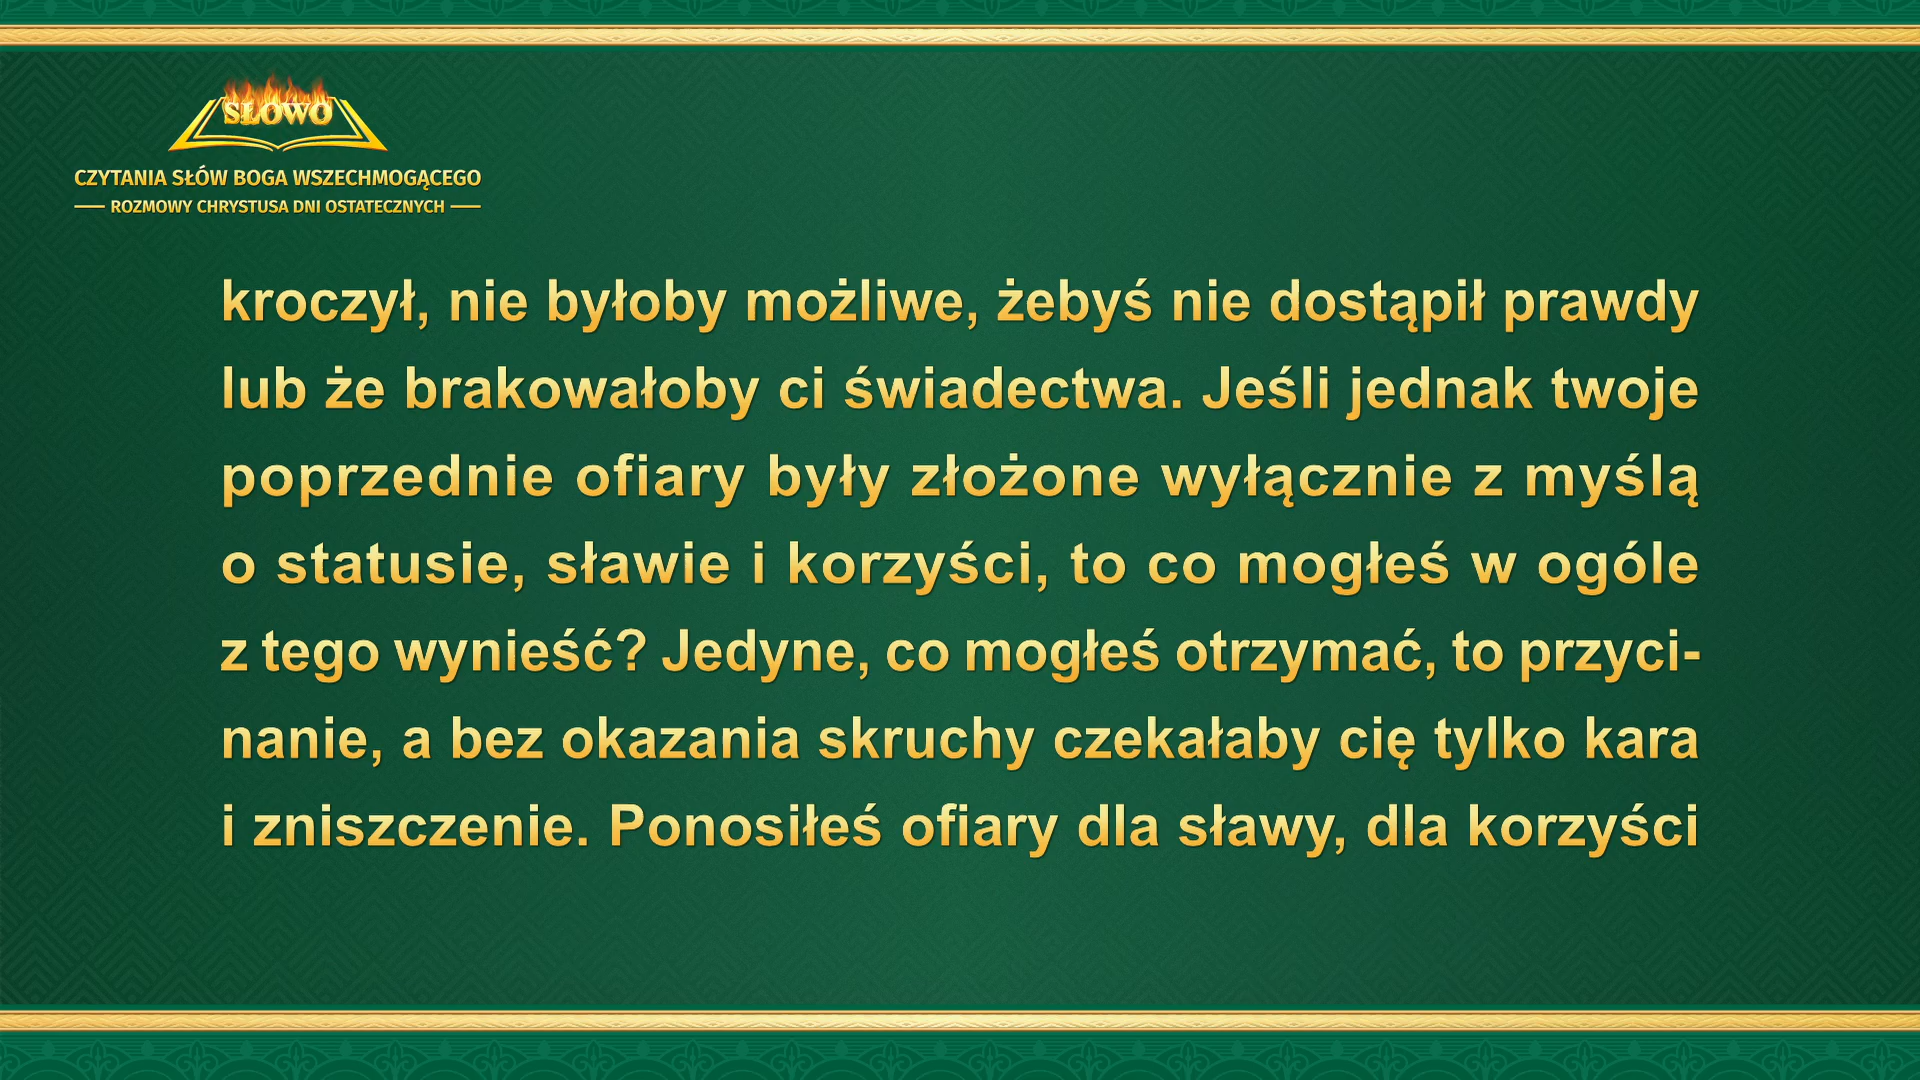 SŁOWO
CZYTANIA SŁÓW BOGA WSZECHMOGĄCEGO
ROZMOWY CHRYSTUSA DNI OSTATECZNYCH
kroczył, nie byłoby możliwe, żebyś nie dostąpił prawdy
lub że brakowałoby ci świadectwa. Jeśli jednak twoje
poprzednie ofiary były złożone wyłącznie z myślą
o statusie, sławie i korzyści, to co mogłeś w ogóle
z tego wynieść? Jedyne, co mogłeś otrzymać, to przyci-
nanie, a bez okazania skruchy czekałaby cię tylko kara
i zniszczenie. Ponosiłeś ofiary dla sławy, dla korzyści